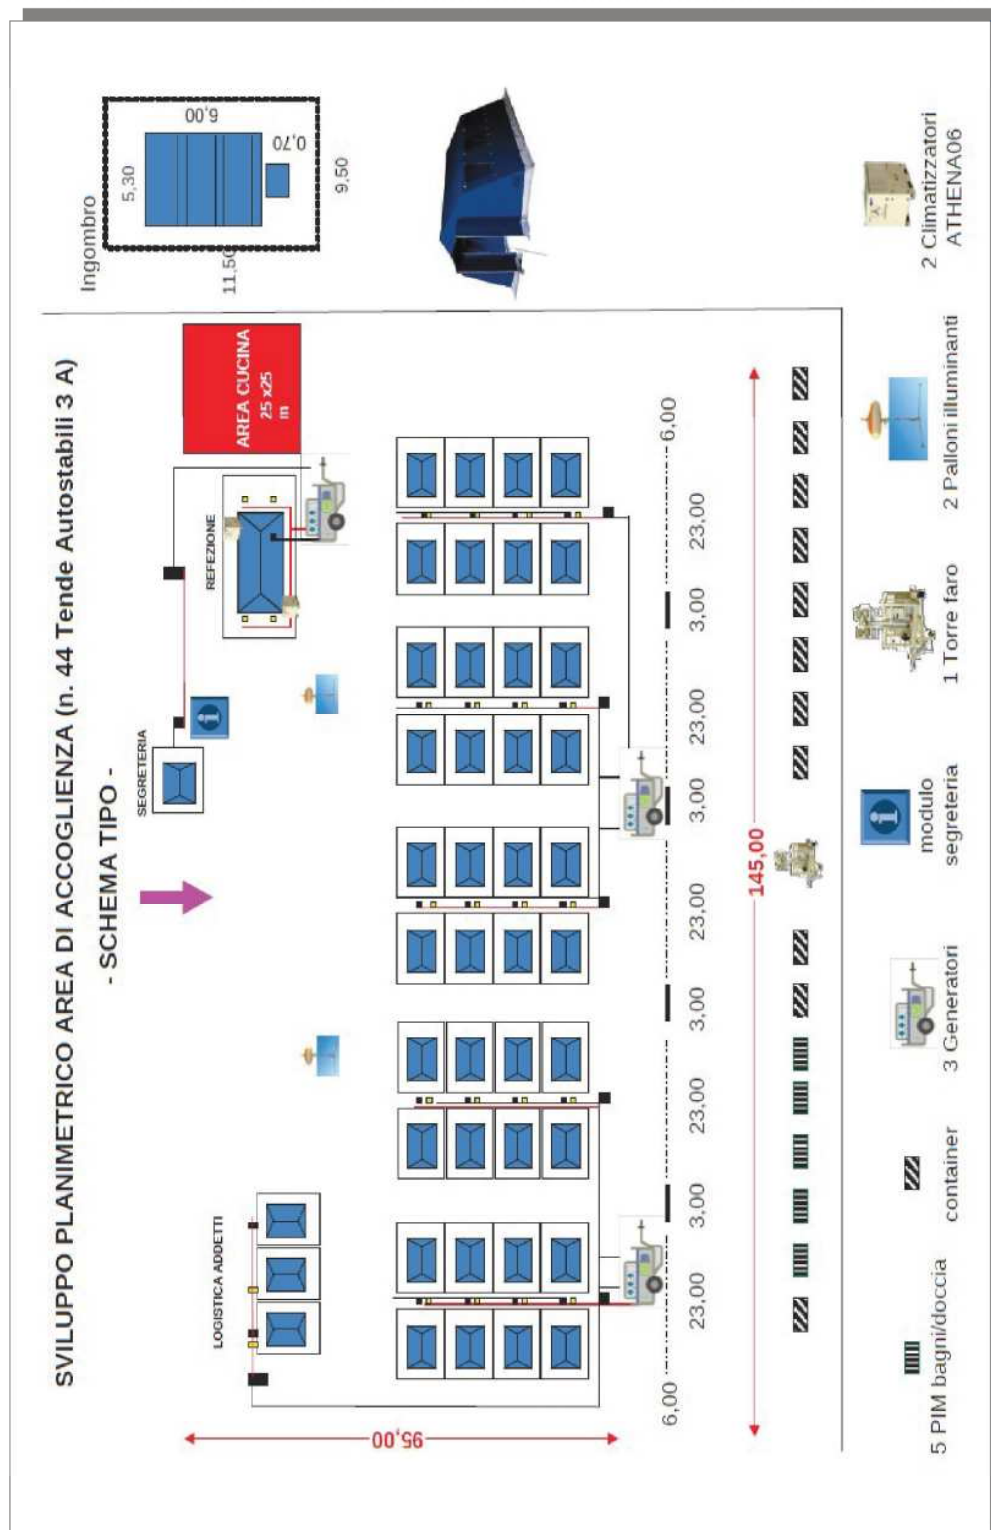 SVILUPPO PLANIMETRICO AREA DI ACCOGLIENZA (n. 44 Tende Autostabili 3 A)
- SCHEMA TIPO -
Ingombro
5,30
6,00
0,70
11,50
9,50
LOGISTICA ADDETTI
SEGRETERIA
REFEZIONE
AREA CUCINA
25 x25
m
95,00
6,00
23,00
3,00
23,00
3,00
23,00
3,00
23,00
3,00
23,00
6,00
145,00
5 PIM bagni/doccia
container
3 Generatori
modulo
segreteria
1 Torre faro
2 Palloni illuminanti
2 Climatizzatori
ATHENA06